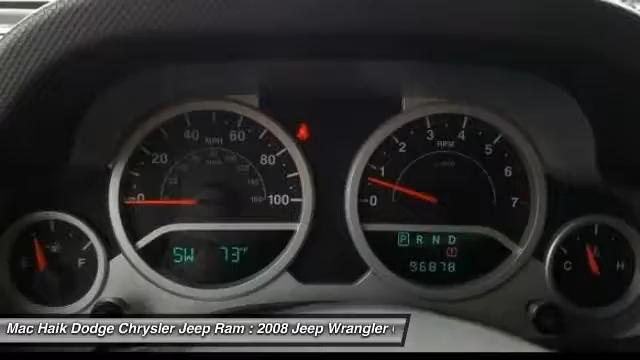 20 40 60 80 100
MPH
0
1 2 3 4 5 6 7
RPM
0
SW 73°F
P R N D
96878
F
C H
Mac Haik Dodge Chrysler Jeep Ram : 2008 Jeep Wrangler